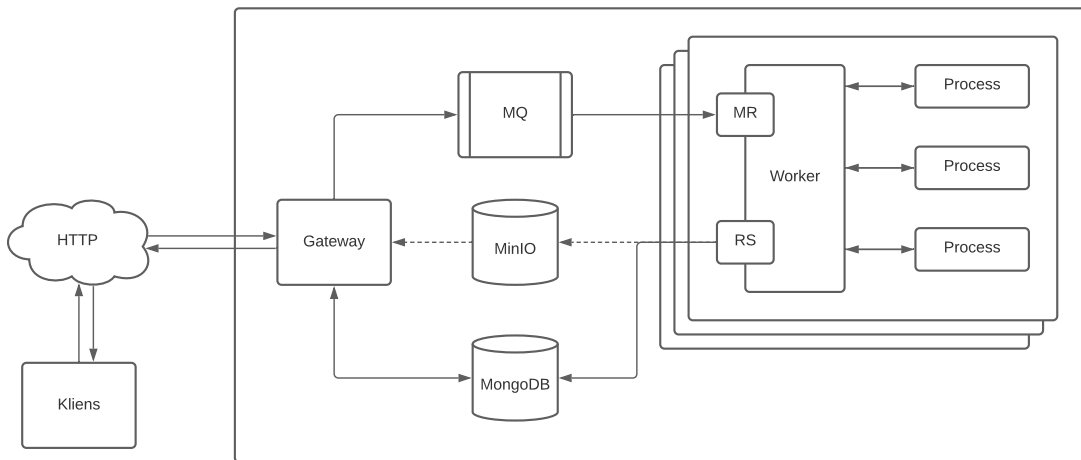 MQ
MR
Process
Worker
Process
HTTP
Gateway
MinIO
RS
Process
MongoDB
Kliens